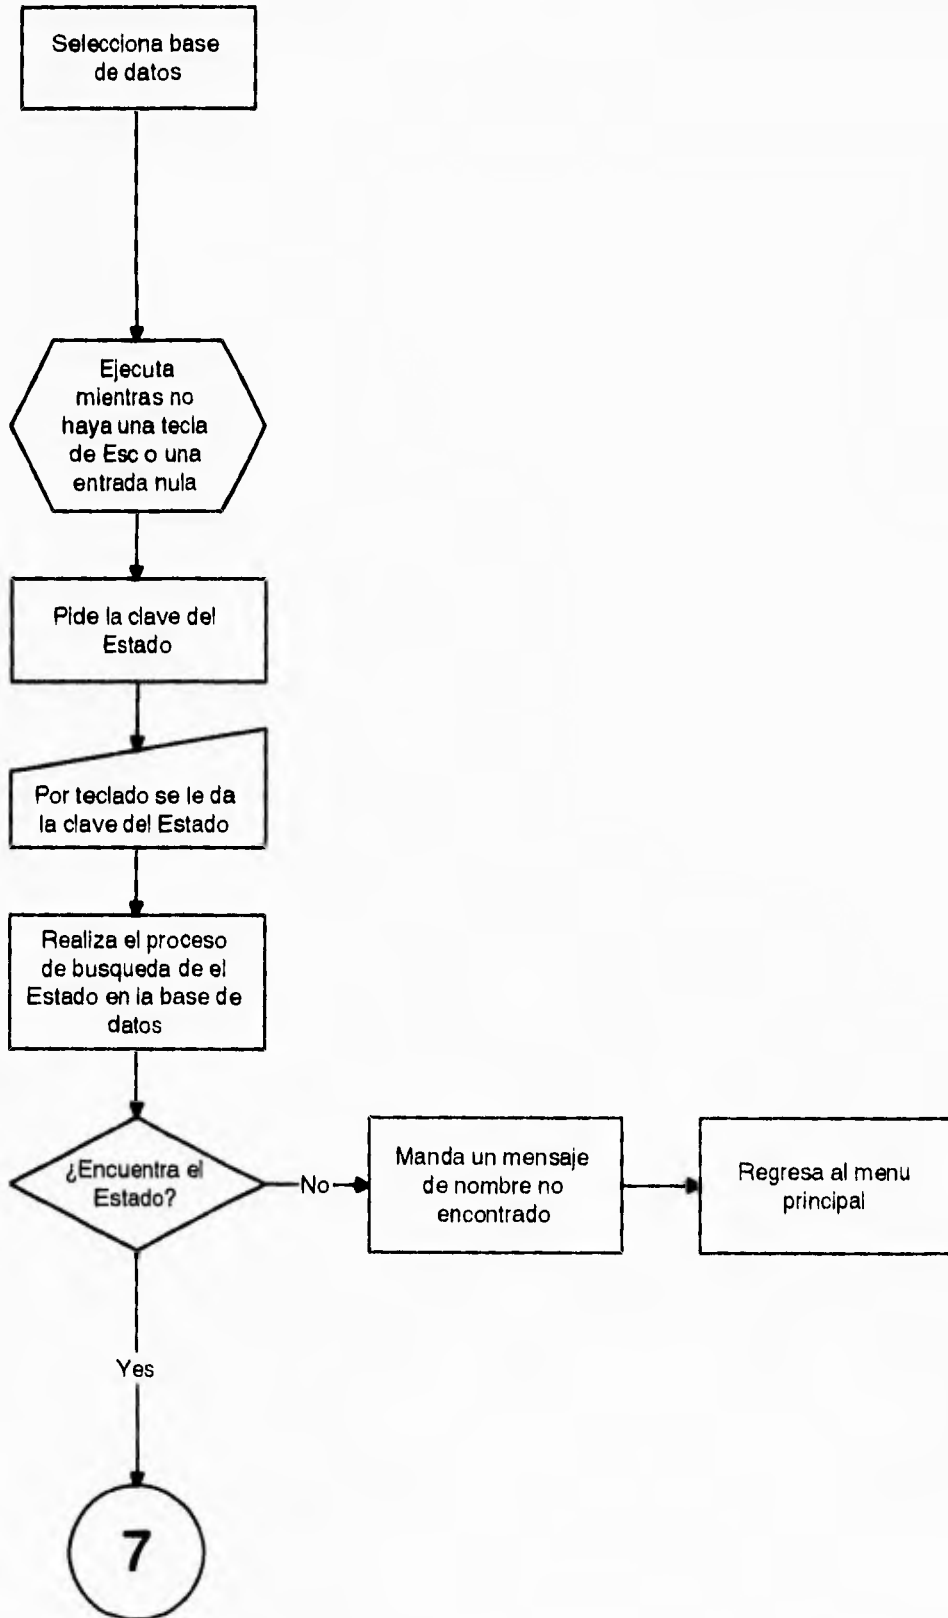 Selecciona base
de datos
Ejecuta
mientras no
haya una tecla
de Esc o una
entrada nula
Pide la clave del
Estado
Por teclado se le da
la clave del Estado
Realiza el proceso
de busqueda de el
Estado en la base de
datos
¿Encuentra el
Estado?
No
Manda un mensaje
de nombre no
encontrado
Regresa al menu
principal
Yes
7